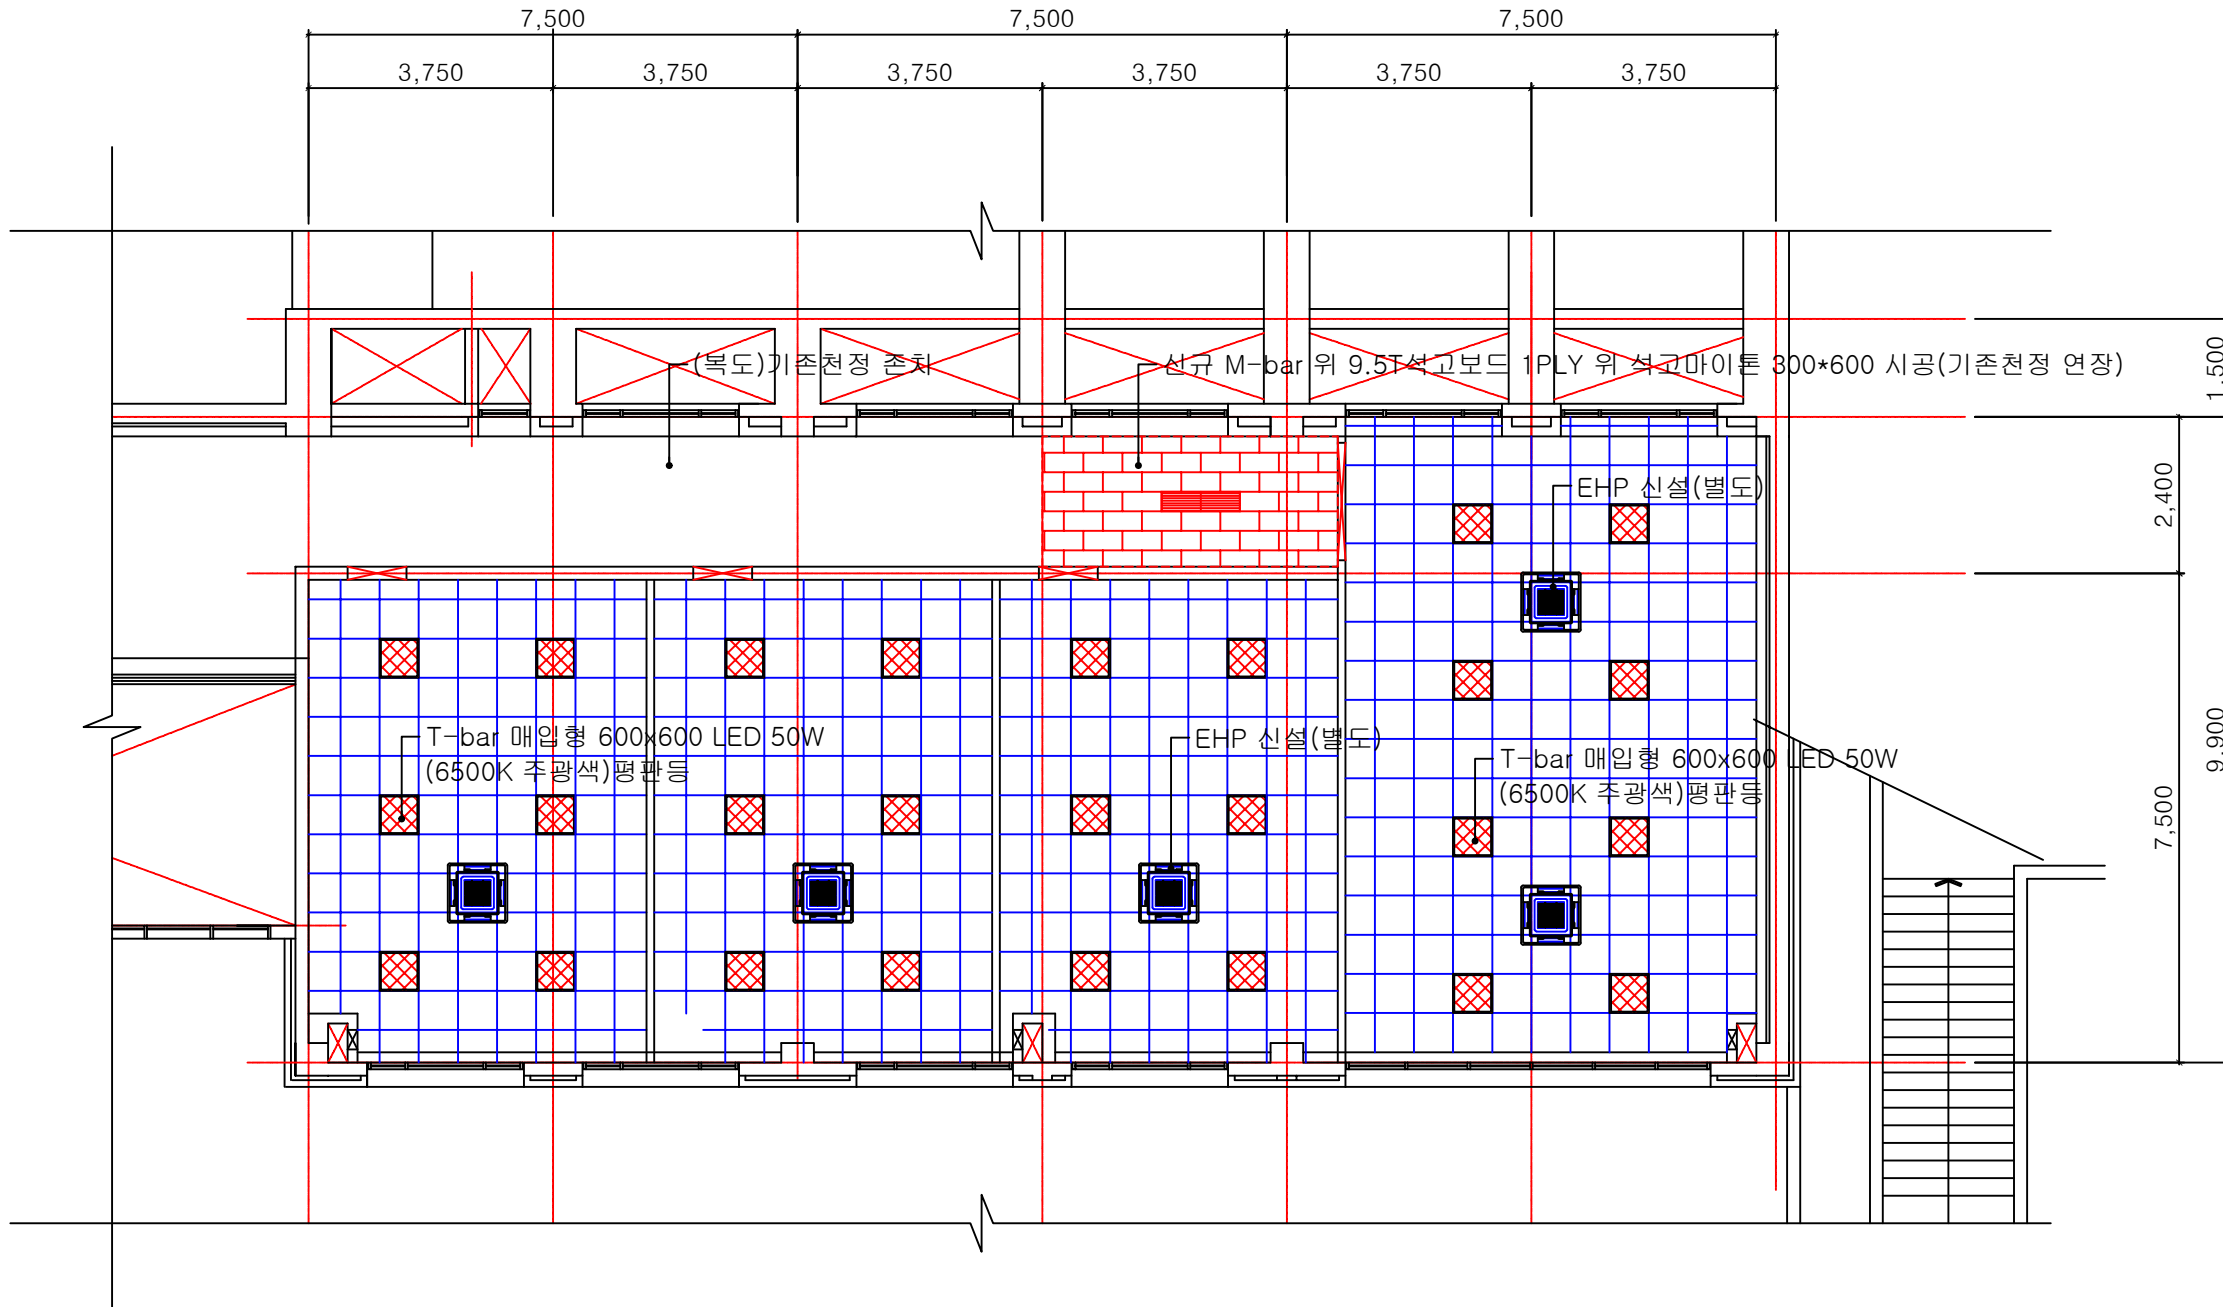 7,500
7,500
7,500
3,750
3,750
3,750
3,750
3,750
3,750
(복도)기존천정 존치
신규 M-bar 위 9.5T석고보드 1PLY 위 석고마이톤 300*600 시공(기존천정 연장)
1,500
2,400
EHP 신설(별도)
T-bar 매입형 600x600 LED 50W
(6500K 주광색)평판등
EHP 신설(별도)
T-bar 매입형 600x600 LED 50W
(6500K 주광색)평판등
9,900
7,500